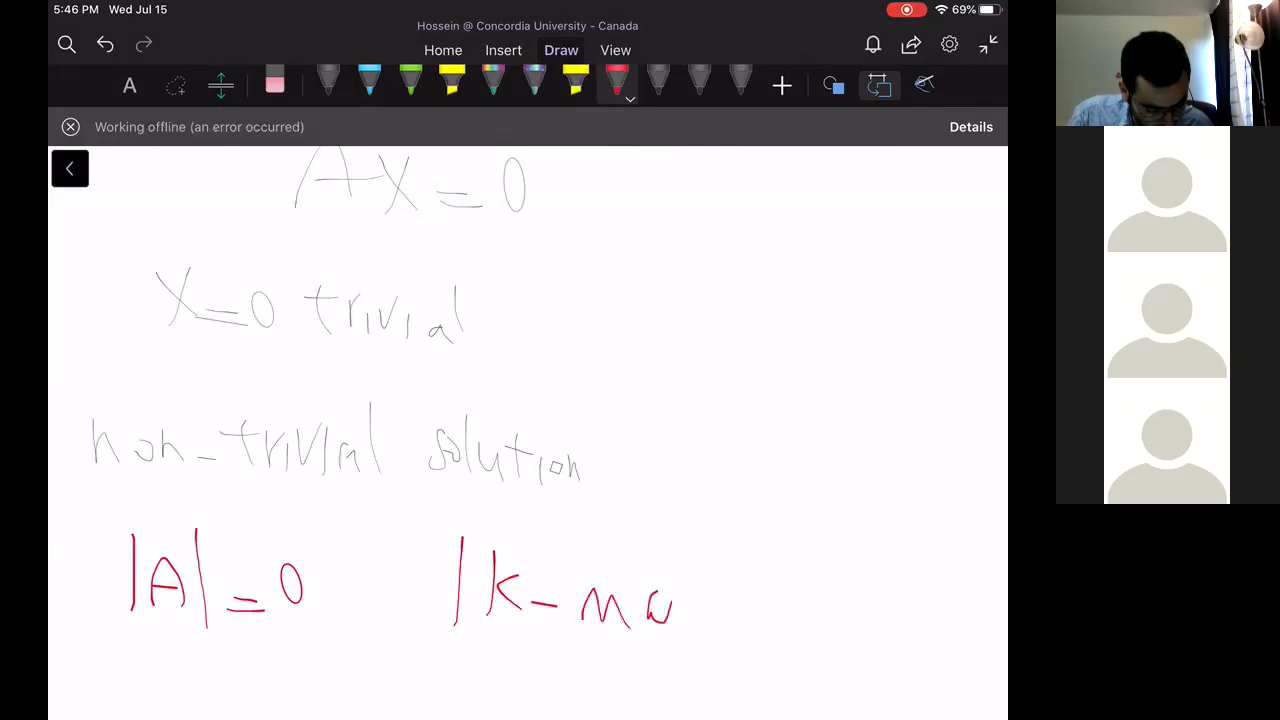 5:46 PM Wed Jul 15
69%
Hossein @ Concordia University - Canada
Home Insert Draw View
A
Working offline (an error occurred)
Details
AX = 0
X = 0 trivial
non-trivial solution
|A| = 0 |K - mω